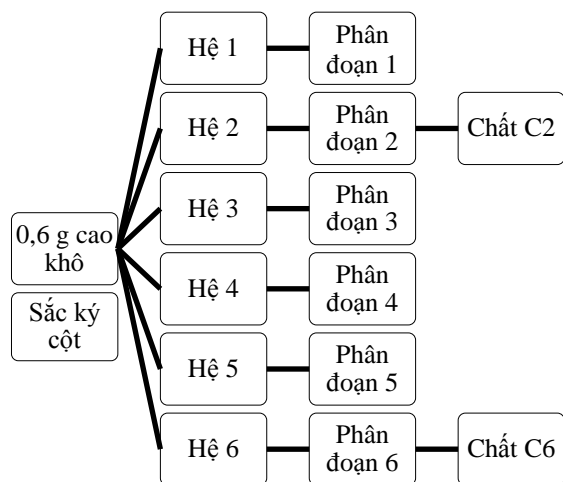 Hệ 1
Phân
đoạn 1
Hệ 2
Phân
đoạn 2
Chất C2
Hệ 3
Phân
đoạn 3
0,6 g cao
khô
Hệ 4
Phân
đoạn 4
Sắc ký
cột
Hệ 5
Phân
đoạn 5
Hệ 6
Phân
đoạn 6
Chất C6